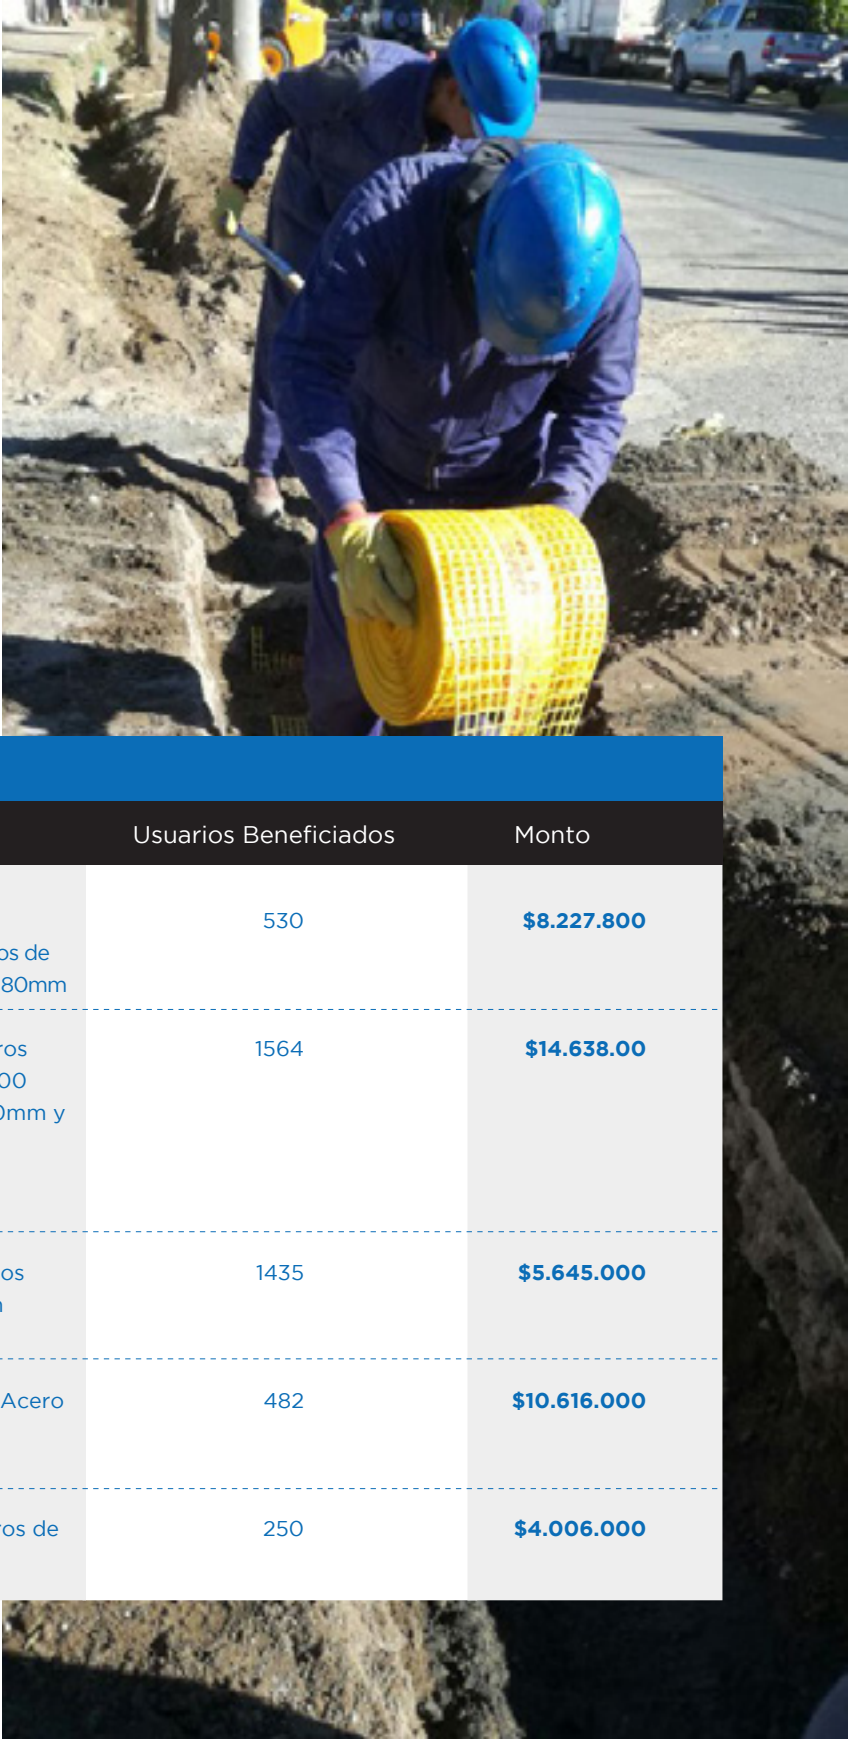 Usuarios Beneficiados Monto
530 $8.227.800
os de
80mm
ros 1564 $14.638.00
00
0mm y
os 1435 $5.645.000
Acero 482 $10.616.000
ros de 250 $4.006.000